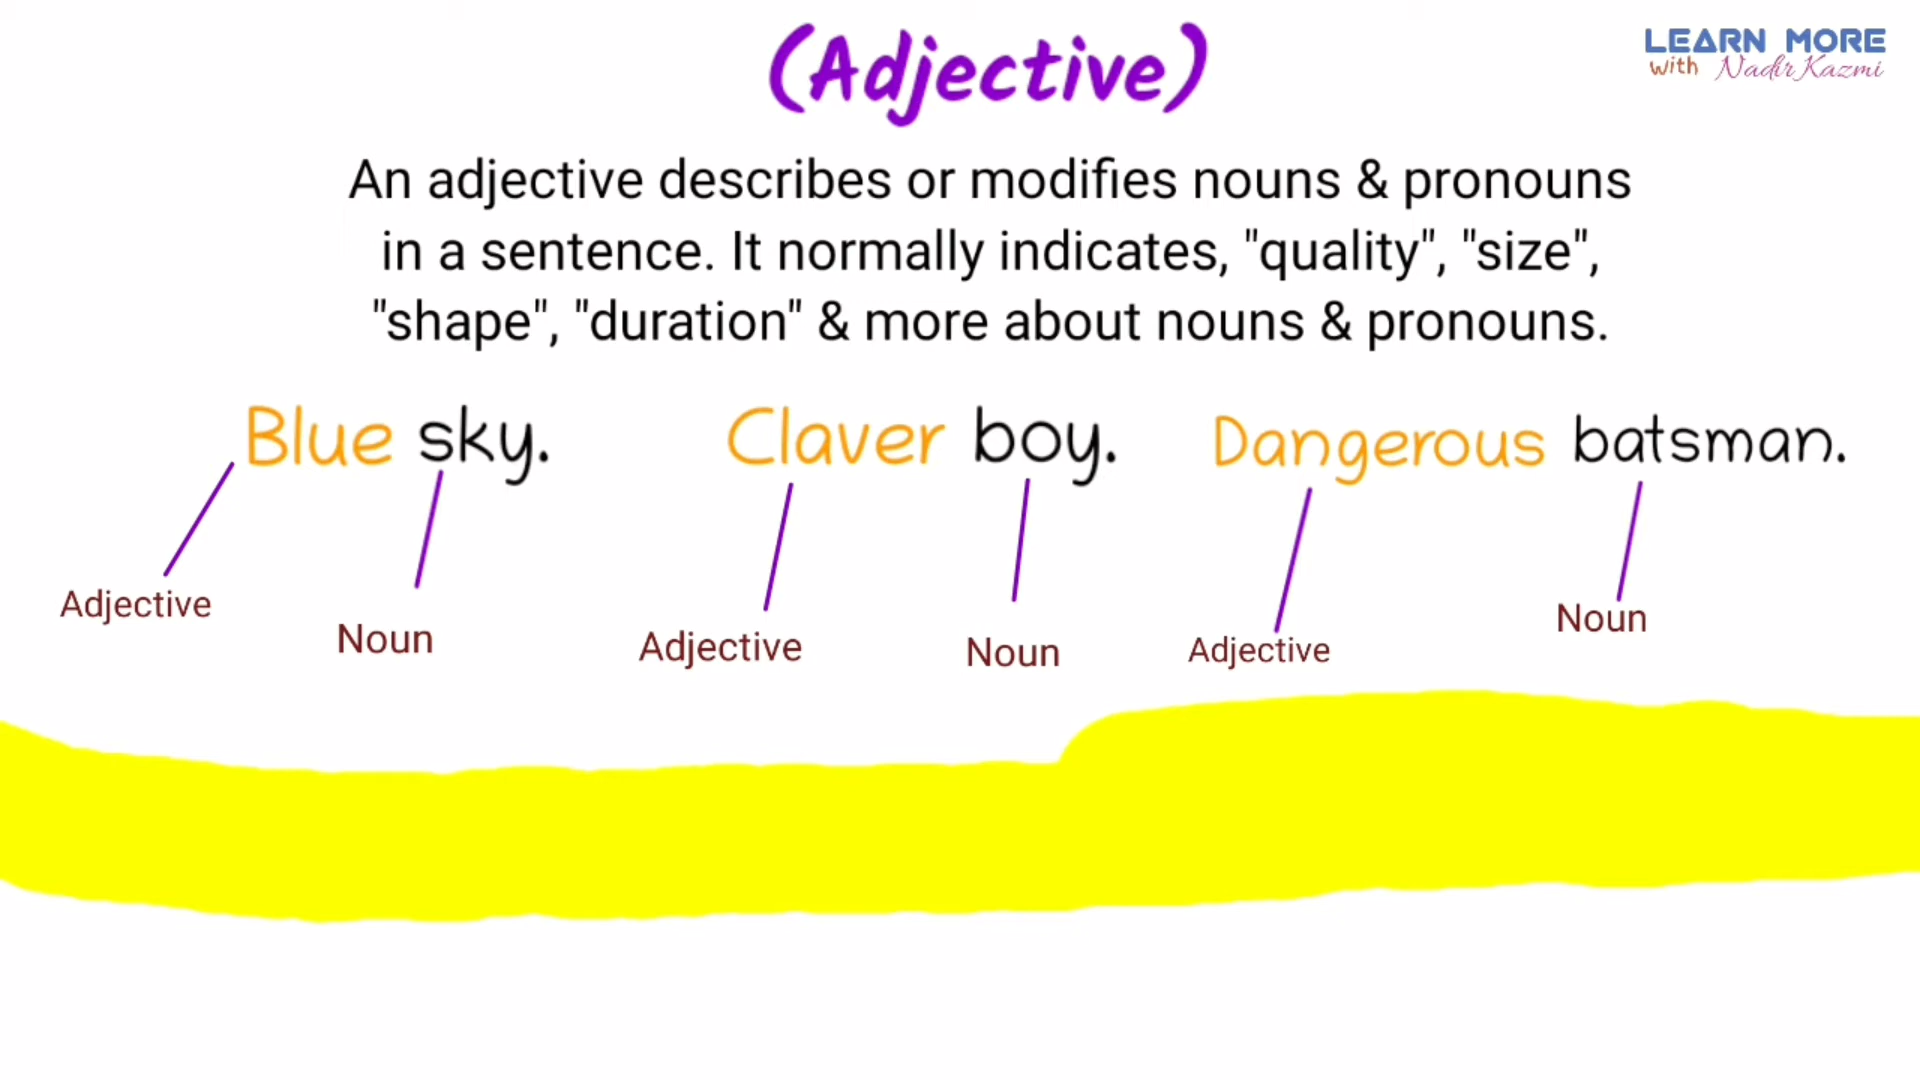 (Adjective)
LEARN MORE
with Nadir Kazmi
An adjective describes or modifies nouns & pronouns
in a sentence. It normally indicates, "quality", "size",
"shape", "duration" & more about nouns & pronouns.
Blue sky. Claver boy. Dangerous batsman.
Adjective Noun Adjective Noun Adjective Noun